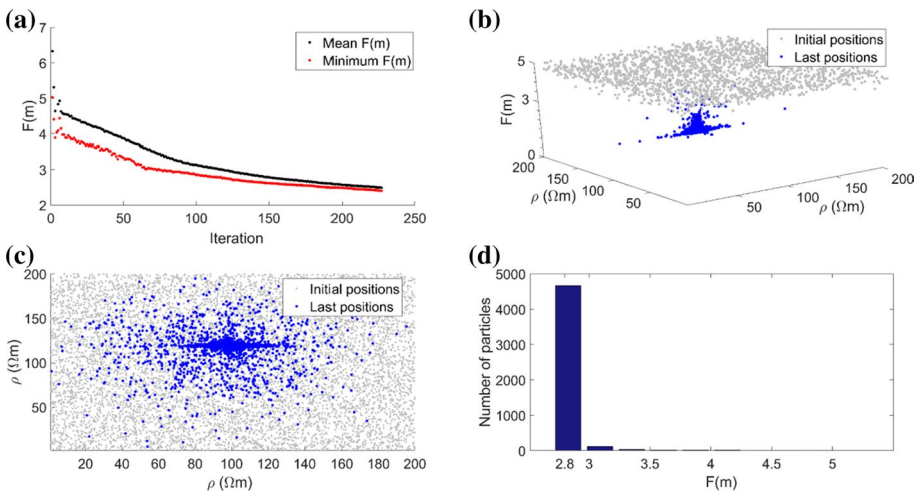 (a)
7
6
5
4
3
2
F(m)
0
50
100
150
200
250
Iteration
Mean F(m)
Minimum F(m)
(b)
5
3
0
F(m)
200
150
100
50
ρ (Ωm)
50
100
150
200
ρ (Ωm)
Initial positions
Last positions
(c)
200
150
100
50
ρ (Ωm)
20
40
60
80
100
120
140
160
180
200
ρ (Ωm)
Initial positions
Last positions
(d)
5000
4000
3000
2000
1000
0
Number of particles
2.8
3
3.5
4
4.5
5
F(m)